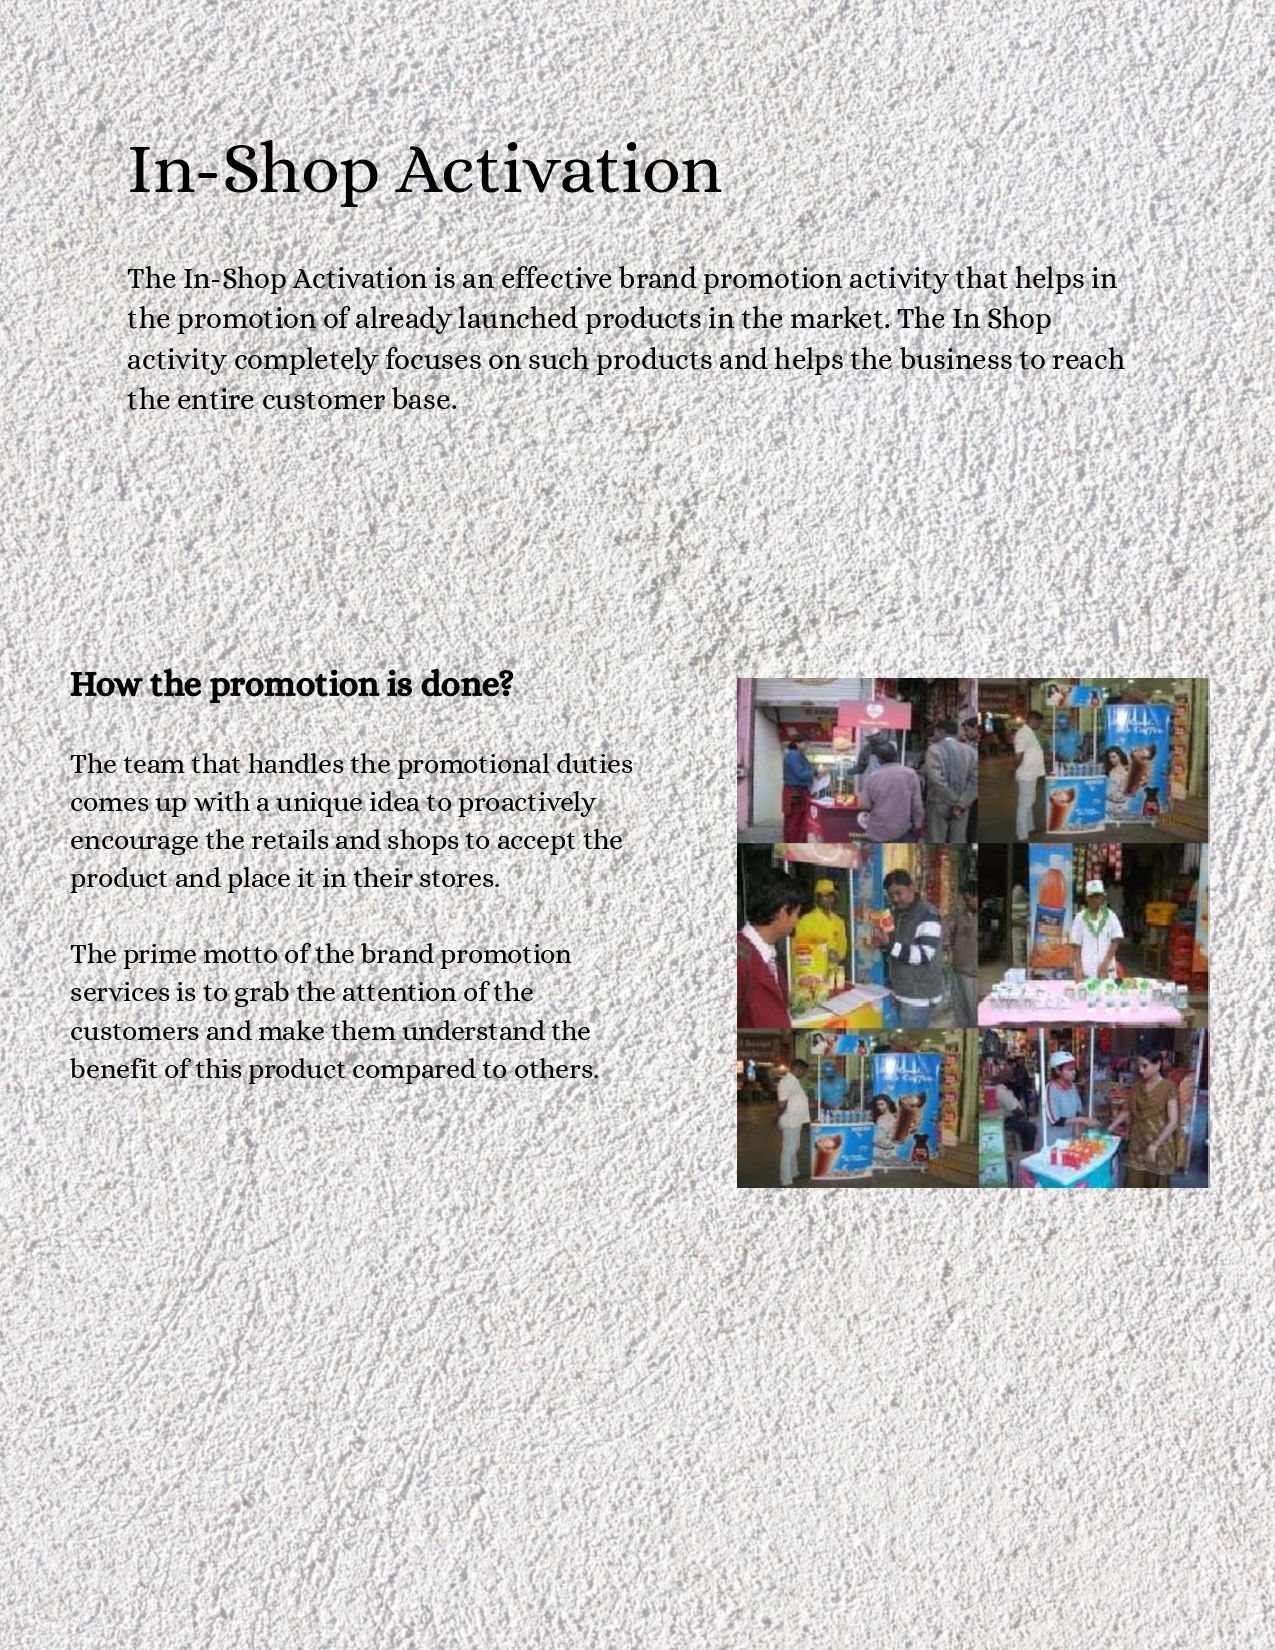 In-Shop Activation
The In-Shop Activation is an effective brand promotion activity that helps in
the promotion of already launched products in the market. The In Shop
activity completely focuses on such products and helps the business to reach
the entire customer base.
How the promotion is done?
The team that handles the promotional duties
comes up with a unique idea to proactively
encourage the retails and shops to accept the
product and place it in their stores.
The prime motto of the brand promotion
services is to grab the attention of the
customers and make them understand the
benefit of this product compared to others.